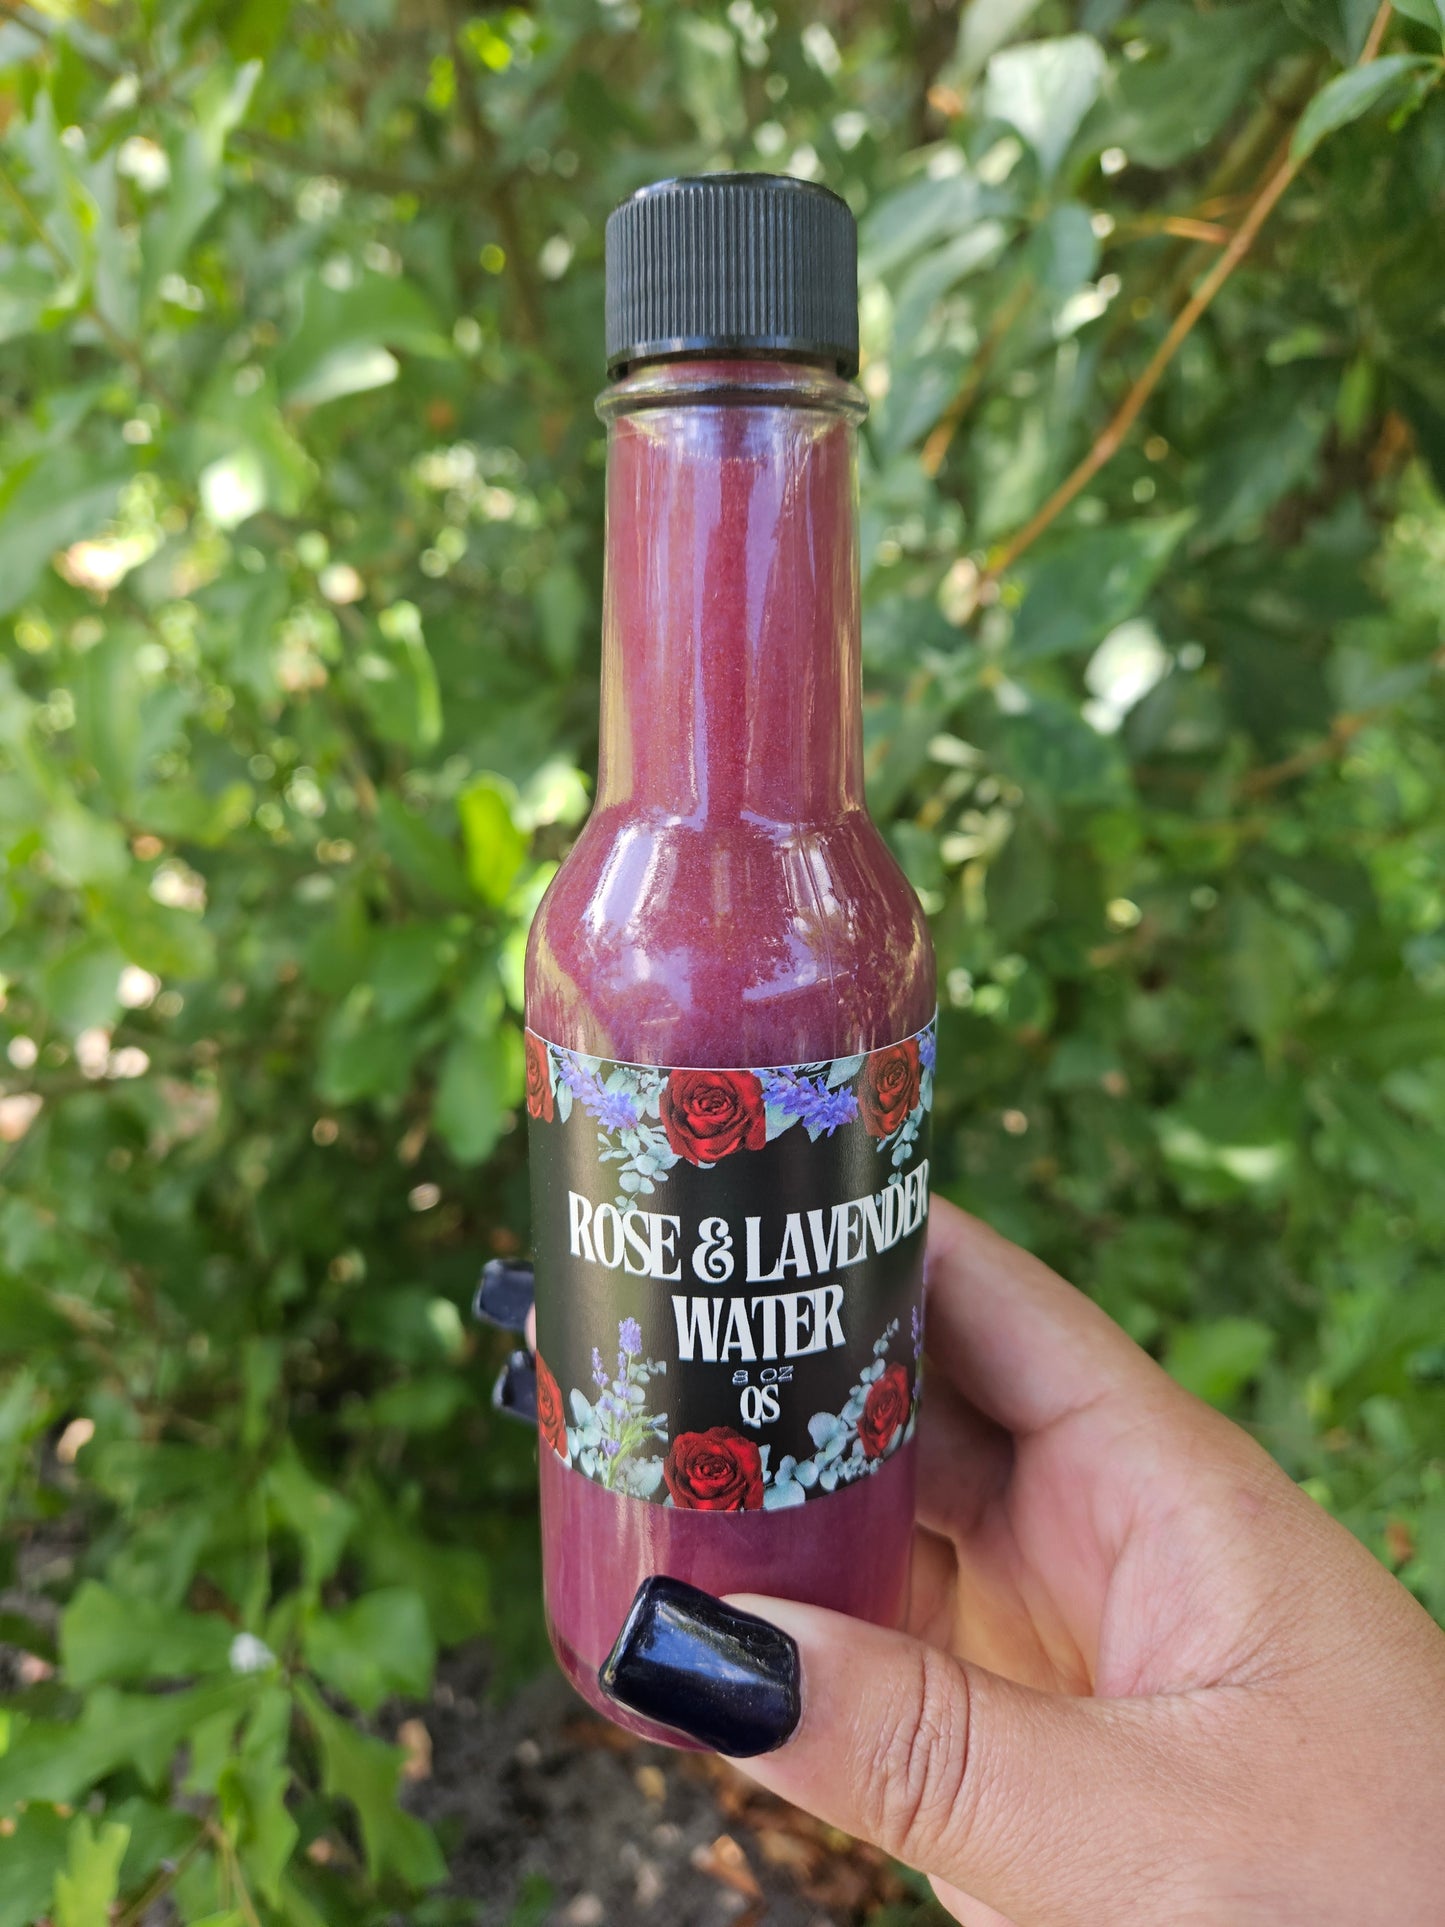 ROSE & LAVENDER
WATER
8 OZ
QS